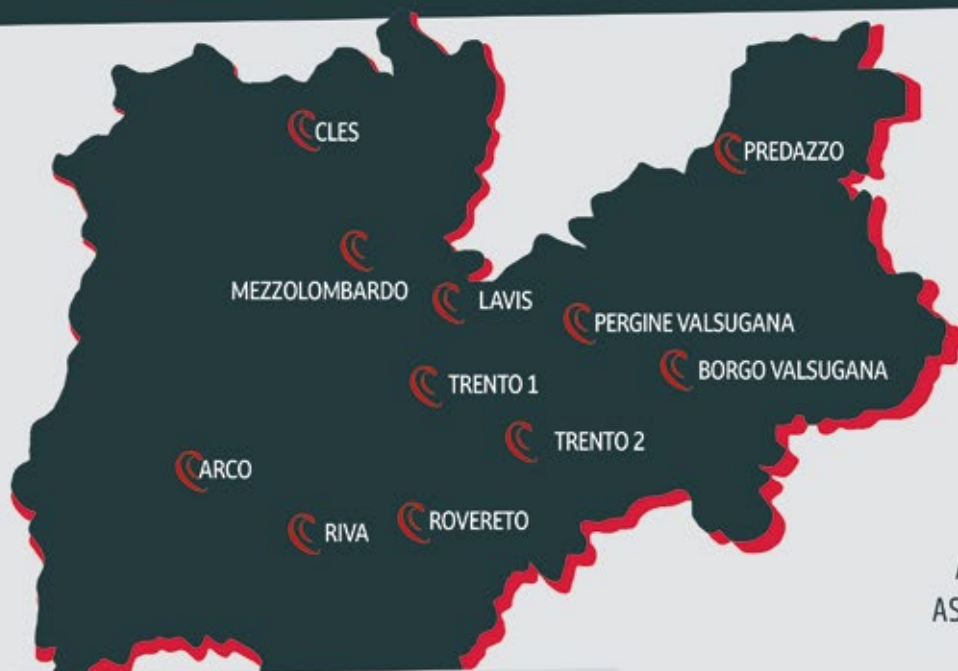 CLES
PREDAZZO
MEZZOLOMBARDO
LAVIS
PERGINE VALSUGANA
BORGO VALSUGANA
TRENTO 1
TRENTO 2
ARCO
RIVA
ROVERETO